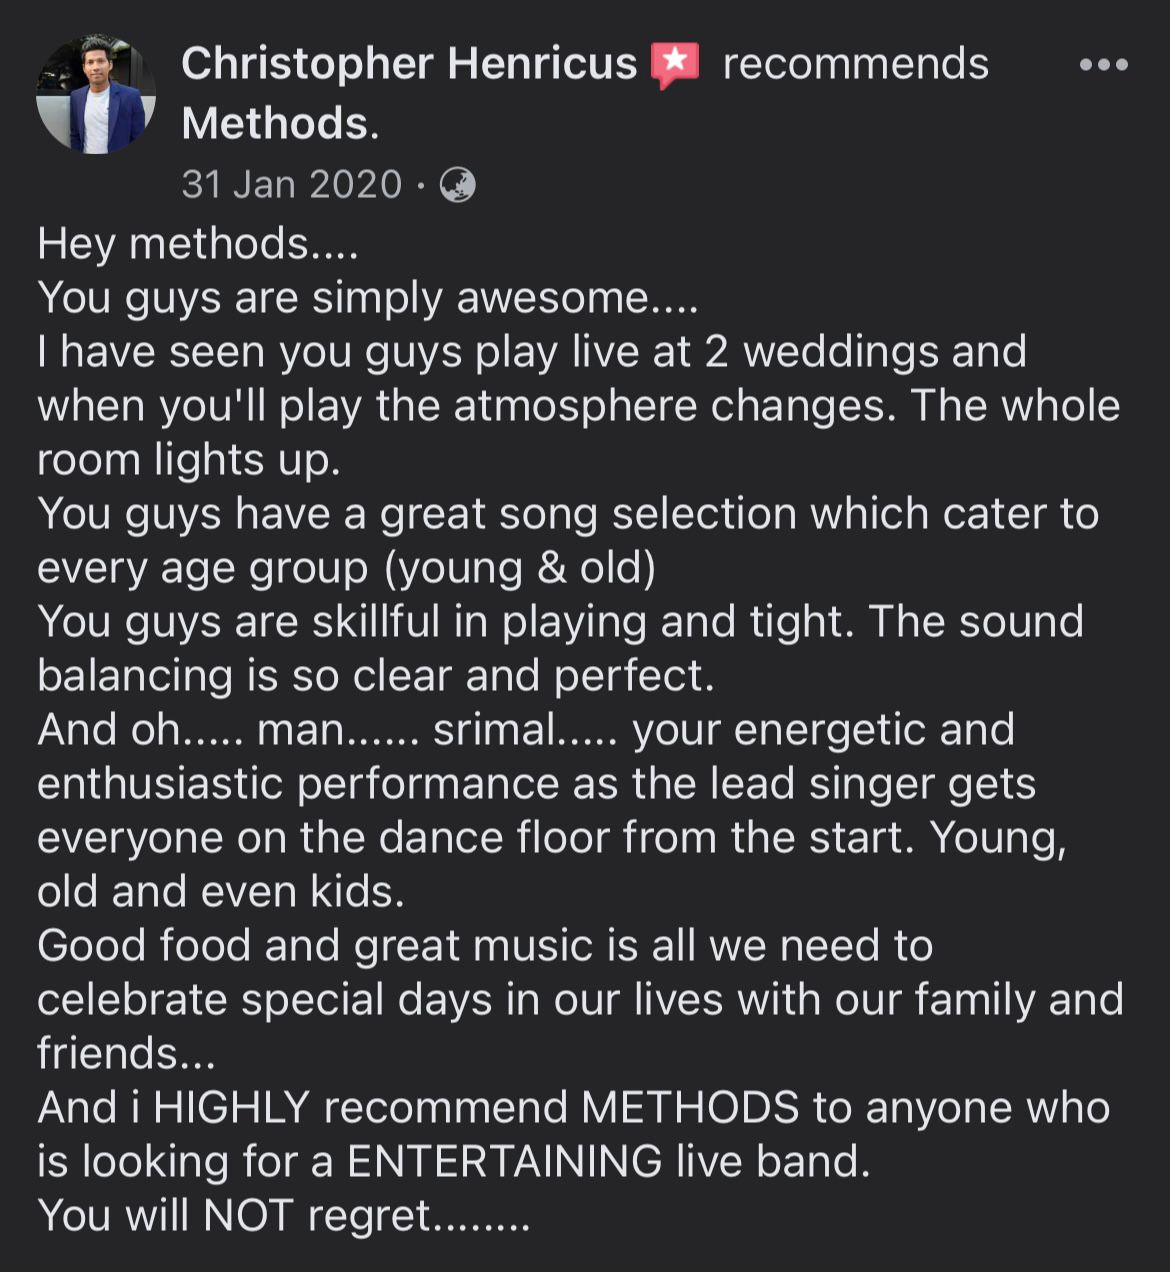 Christopher Henricus recommends
Methods.
31 Jan 2020 ·
Hey methods....
You guys are simply awesome....
I have seen you guys play live at 2 weddings and
when you'll play the atmosphere changes. The whole
room lights up.
You guys have a great song selection which cater to
every age group (young & old)
You guys are skillful in playing and tight. The sound
balancing is so clear and perfect.
And oh..... man...... srimal..... your energetic and
enthusiastic performance as the lead singer gets
everyone on the dance floor from the start. Young,
old and even kids.
Good food and great music is all we need to
celebrate special days in our lives with our family and
friends...
And i HIGHLY recommend METHODS to anyone who
is looking for a ENTERTAINING live band.
You will NOT regret........